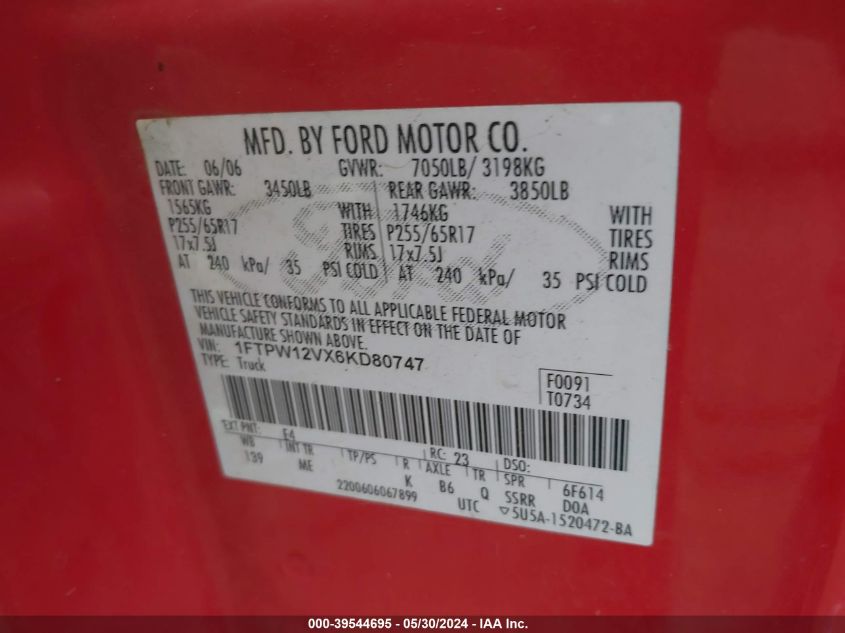 MFD. BY FORD MOTOR CO.
DATE: 06/06 GVWR: 7050LB/ 3198KG
FRONT GAWR: 3450LB REAR GAWR: 3850LB
1565KG WITH 1746KG WITH
P255/65R17 TIRES P255/65R17 TIRES
17x7.5J RIMS 17x7.5J RIMS
AT 240 kPa/ 35 PSI COLD AT 240 kPa/ 35 PSI COLD
THIS VEHICLE CONFORMS TO ALL APPLICABLE FEDERAL MOTOR
VEHICLE SAFETY STANDARDS IN EFFECT ON THE DATE OF
MANUFACTURE SHOWN ABOVE.
VIN: 1FTPW12VX6KD80747
TYPE: Truck
F0091
T0734
EXT PNT: E4 RC: 23 DSO:
WB INT TR TP/PS R AXLE TR SPR 6F614
139 ME K B6 Q SSRR DOA
2200606067899 UTC ▽5U5A-1520472-BA
Ford
000-39544695 - 05/30/2024 - IAA Inc.